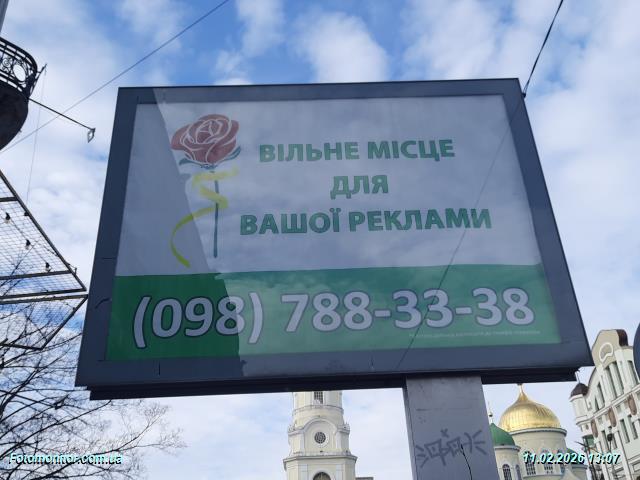 ВІЛЬНЕ МІСЦЕ
ДЛЯ
ВАШОЇ РЕКЛАМИ
(098) 788-33-38
Fotomonitor.com.ua
11.02.2026 13:07